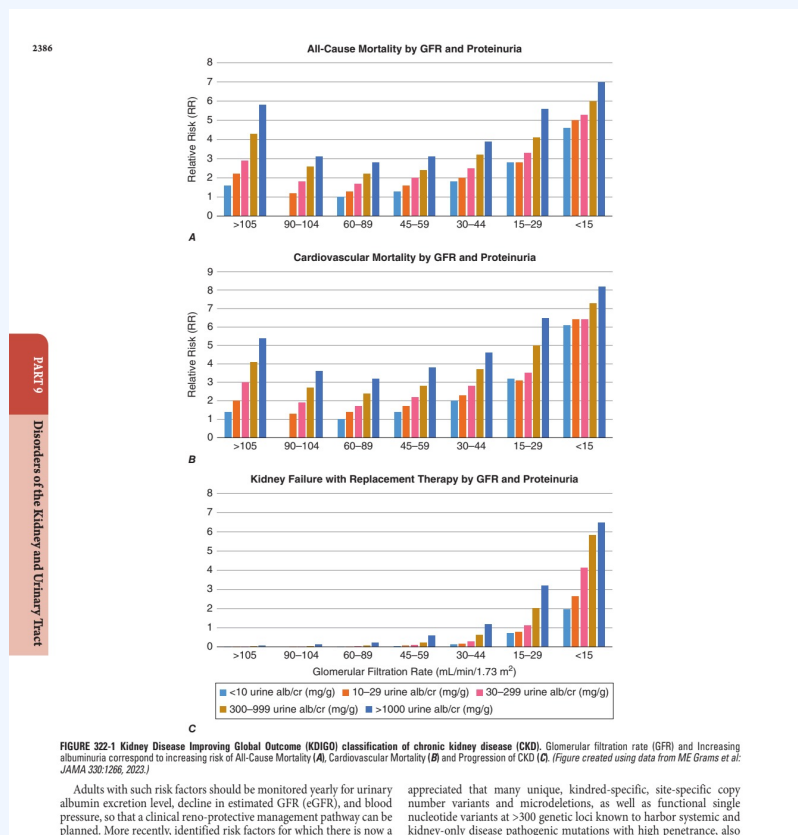 2386
PART 9
Disorders of the Kidney and Urinary Tract
All-Cause Mortality by GFR and Proteinuria
Relative Risk (RR)
8
7
6
5
4
3
2
1
0
>105 90–104 60–89 45–59 30–44 15–29 <15
A
Cardiovascular Mortality by GFR and Proteinuria
Relative Risk (RR)
9
8
7
6
5
4
3
2
1
0
>105 90–104 60–89 45–59 30–44 15–29 <15
B
Kidney Failure with Replacement Therapy by GFR and Proteinuria
8
7
6
5
4
3
2
1
0
>105 90–104 60–89 45–59 30–44 15–29 <15
Glomerular Filtration Rate (mL/min/1.73 m²)
<10 urine alb/cr (mg/g) 10–29 urine alb/cr (mg/g) 30–299 urine alb/cr (mg/g)
300–999 urine alb/cr (mg/g) >1000 urine alb/cr (mg/g)
C
FIGURE 322-1 Kidney Disease Improving Global Outcome (KDIGO) classification of chronic kidney disease (CKD). Glomerular filtration rate (GFR) and Increasing
albuminuria correspond to increasing risk of All-Cause Mortality (A), Cardiovascular Mortality (B) and Progression of CKD (C). (Figure created using data from ME Grams et al:
JAMA 330:1266, 2023.)
Adults with such risk factors should be monitored yearly for urinary
albumin excretion level, decline in estimated GFR (eGFR), and blood
pressure, so that a clinical reno-protective management pathway can be
planned. More recently, identified risk factors for which there is now a
appreciated that many unique, kindred-specific, site-specific copy
number variants and microdeletions, as well as functional single
nucleotide variants at >300 genetic loci known to harbor systemic and
kidney-only disease pathogenic mutations with high penetrance, also